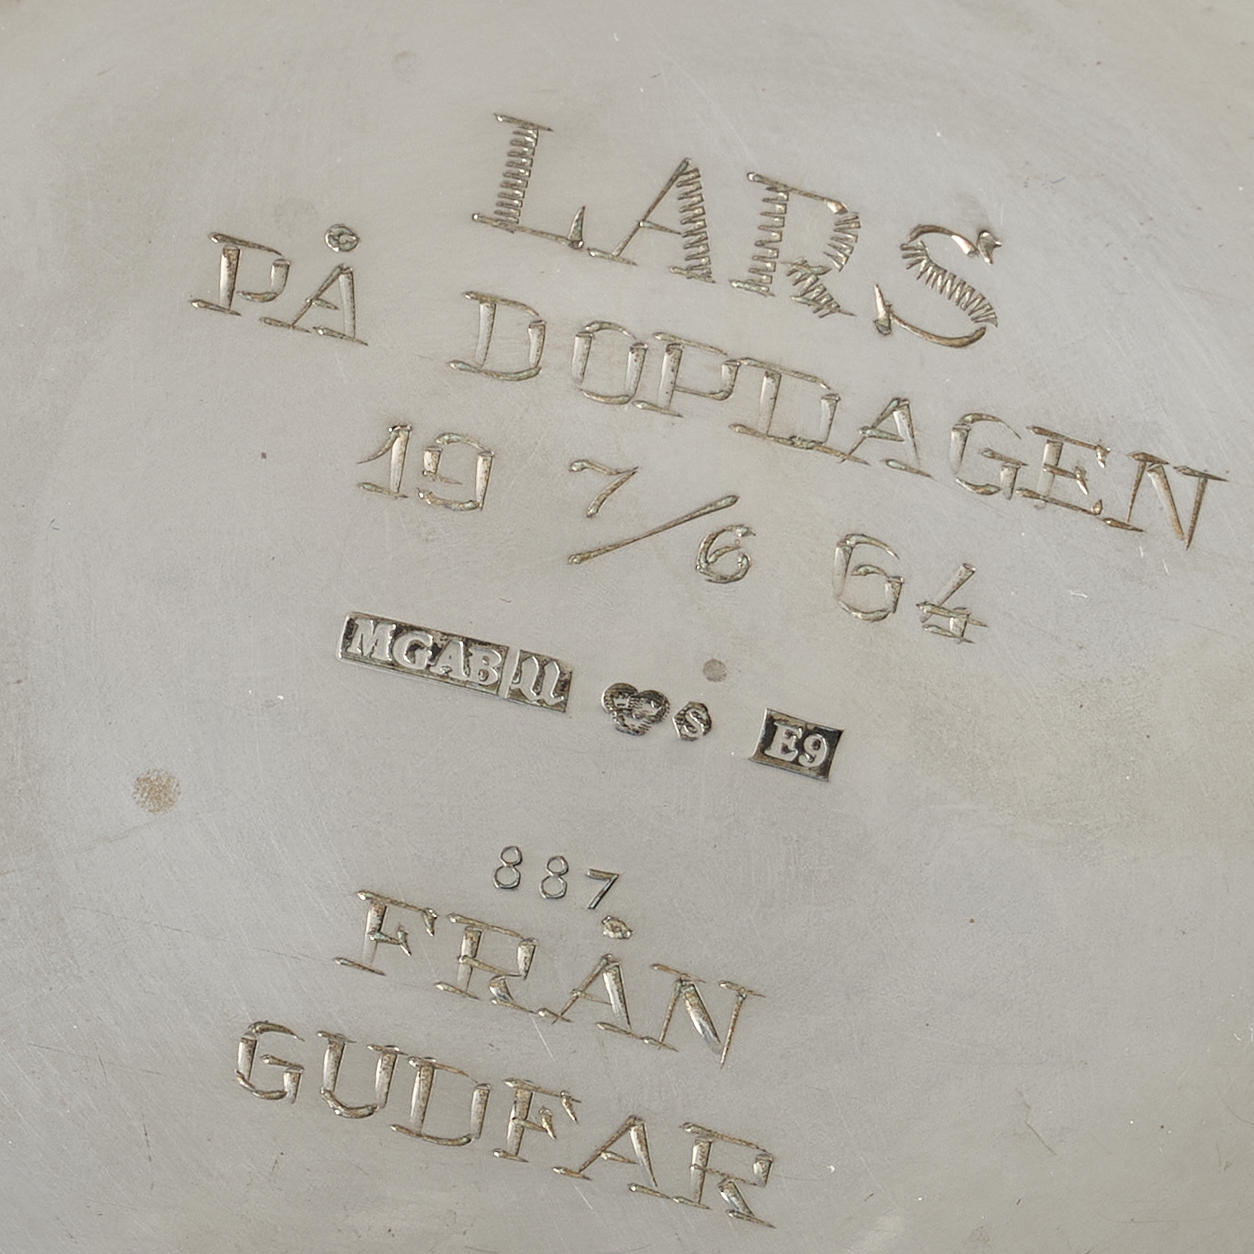 LARS
PÅ DOPDAGEN
19 7/6 64
MGAB U S E9
887
FRÅN
GUDFAR